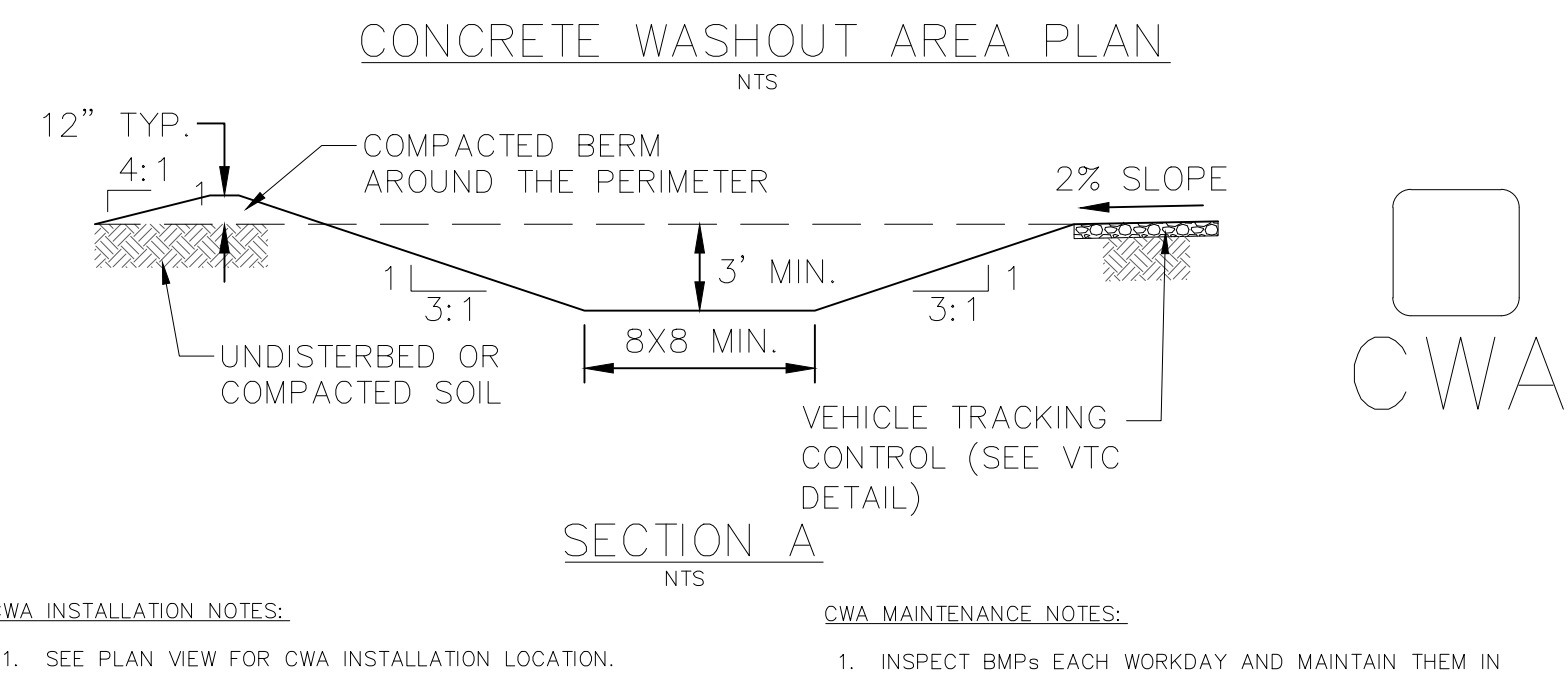 CONCRETE WASHOUT AREA PLAN
NTS
12” TYP.
4:1
1
COMPACTED BERM
AROUND THE PERIMETER
2% SLOPE
1
3:1
3' MIN.
3:1
1
8X8 MIN.
UNDISTERBED OR
COMPACTED SOIL
CWA
VEHICLE TRACKING
CONTROL (SEE VTC
DETAIL)
SECTION A
NTS
CWA INSTALLATION NOTES:
1. SEE PLAN VIEW FOR CWA INSTALLATION LOCATION.
CWA MAINTENANCE NOTES:
1. INSPECT BMPs EACH WORKDAY AND MAINTAIN THEM IN